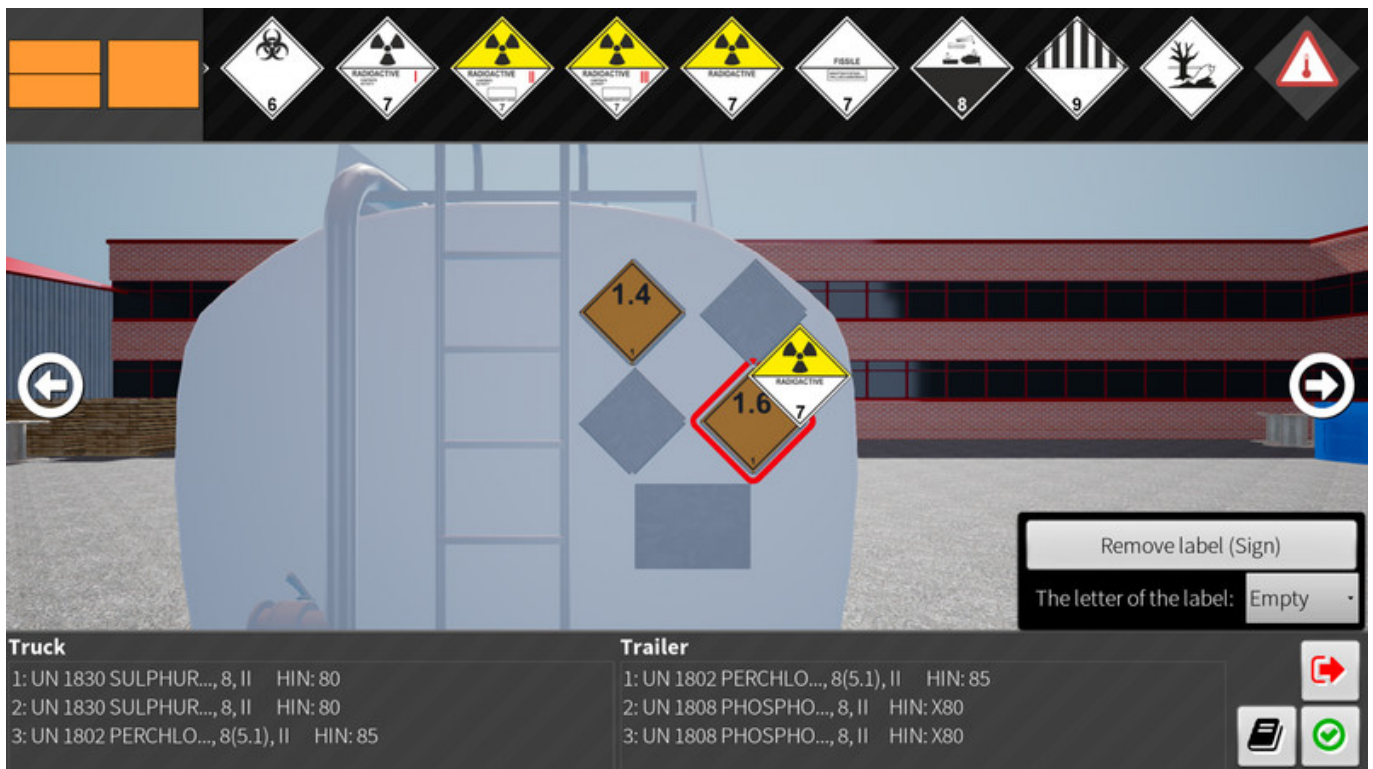 6
RADIOACTIVE I
7
RADIOACTIVE II
7
RADIOACTIVE III
7
RADIOACTIVE
7
FISSILE
7
8
9
1.4
1
RADIOACTIVE
7
1.6
1
Remove label (Sign)
The letter of the label: Empty
Truck
1: UN 1830 SULPHUR..., 8, II HIN: 80
2: UN 1830 SULPHUR..., 8, II HIN: 80
3: UN 1802 PERCHLO..., 8(5.1), II HIN: 85
Trailer
1: UN 1802 PERCHLO..., 8(5.1), II HIN: 85
2: UN 1808 PHOSPHO..., 8, II HIN: X80
3: UN 1808 PHOSPHO..., 8, II HIN: X80